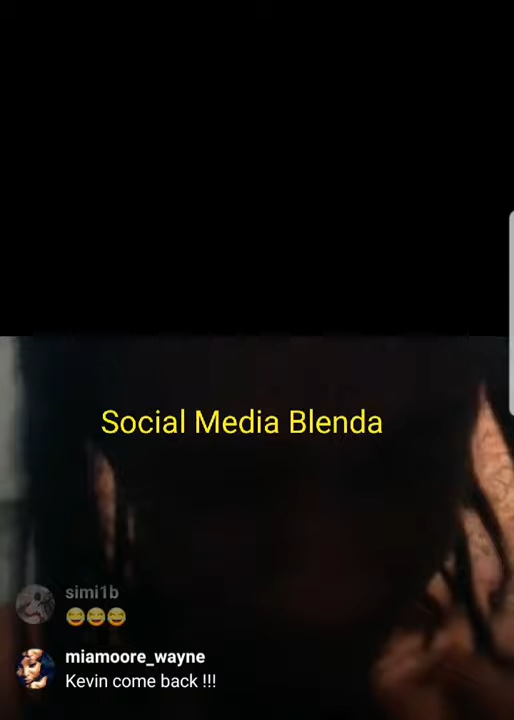 Social Media Blenda
simi1b
😂😂😂
miamoore_wayne
Kevin come back !!!